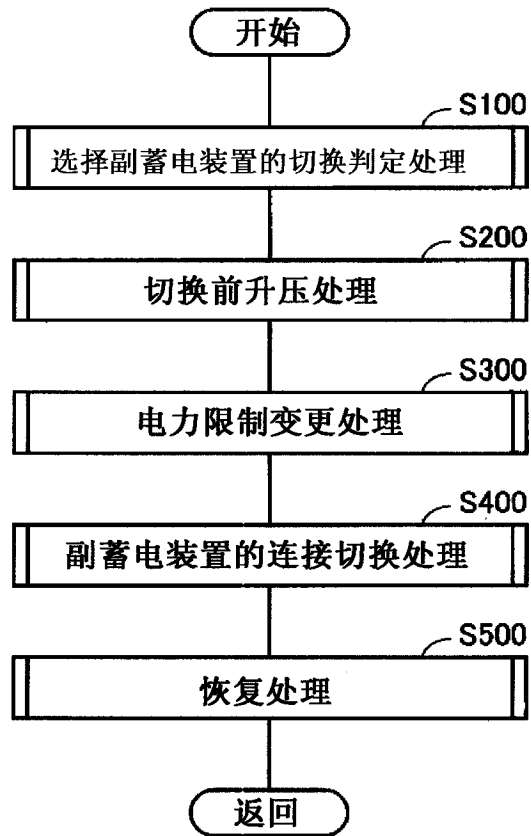 开始
S100
选择副蓄电装置的切换判定处理
S200
切换前升压处理
S300
电力限制变更处理
S400
副蓄电装置的连接切换处理
S500
恢复处理
返回